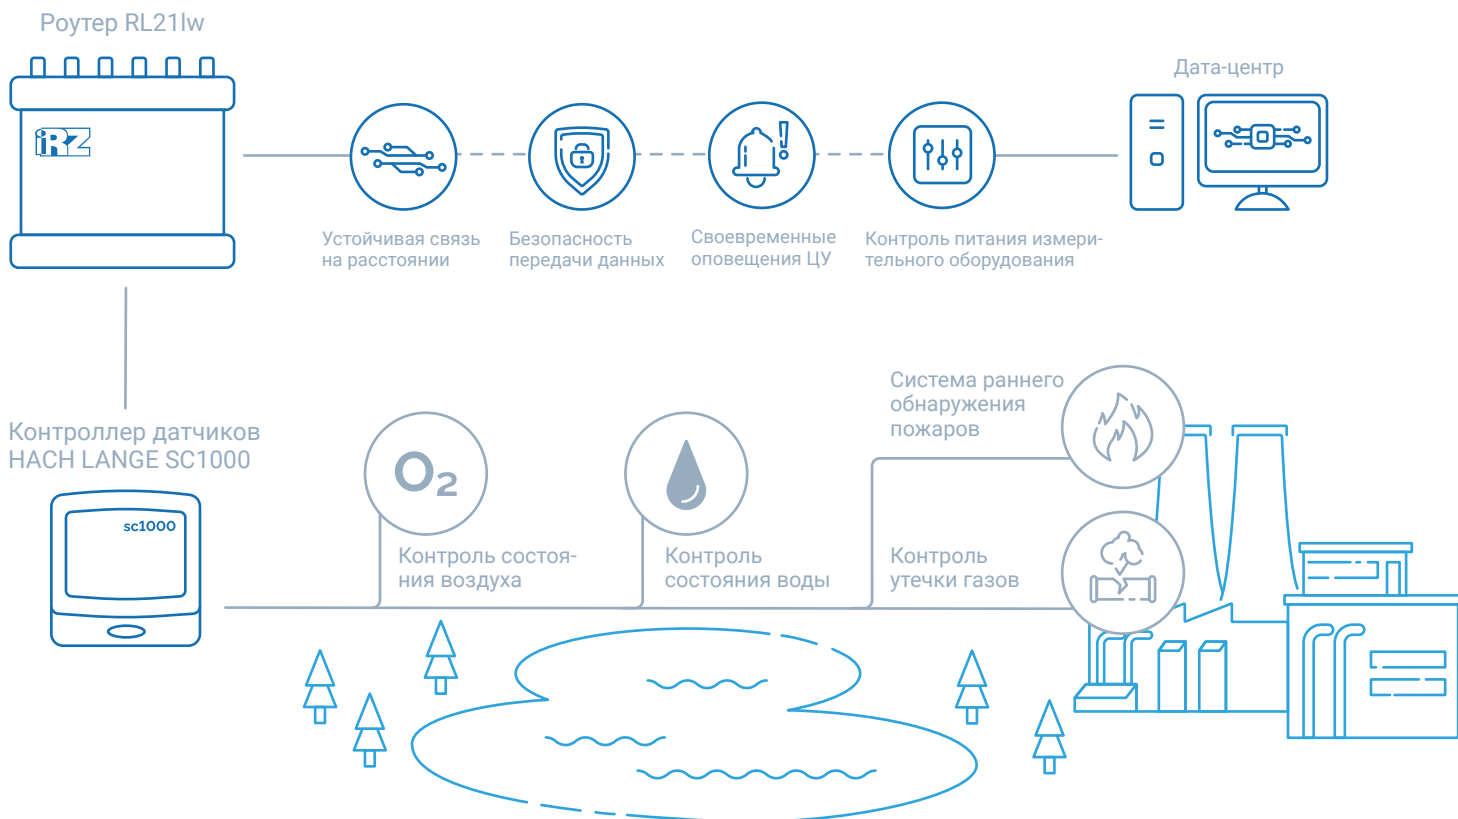 Роутер RL21lw
iRZ
Дата-центр
Устойчивая связь
на расстоянии
Безопасность
передачи данных
Своевременные
оповещения ЦУ
Контроль питания измери-
тельного оборудования
Контроллер датчиков
HACH LANGE SC1000
sc1000
O2
Контроль состоя-
ния воздуха
Контроль
состояния воды
Система раннего
обнаружения
пожаров
Контроль
утечки газов